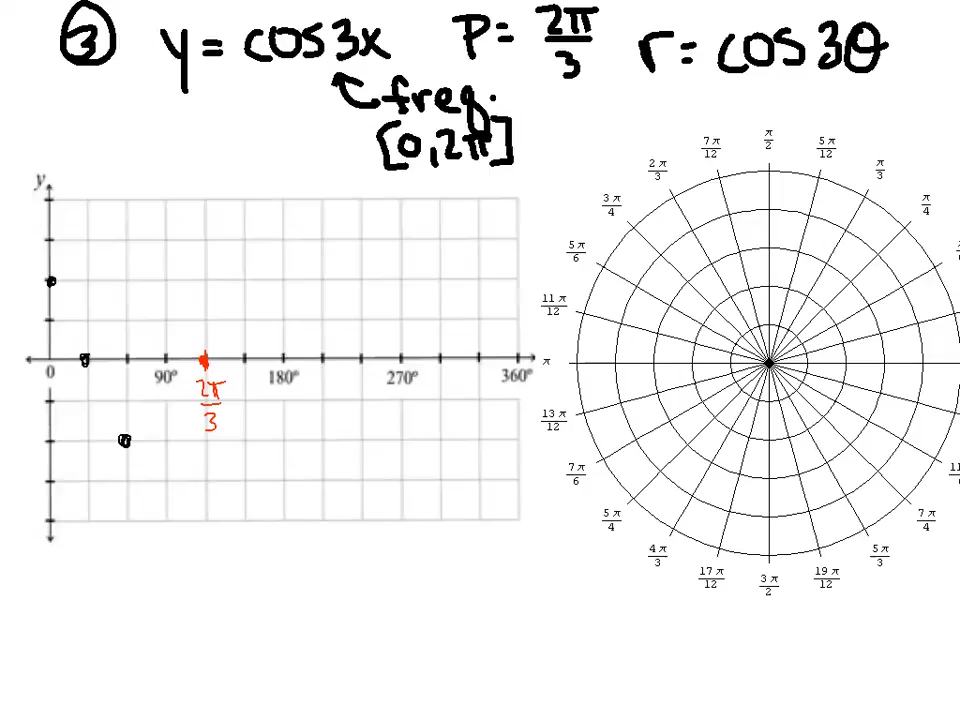 ③ y = cos3x P = 2π/3 r = cos3θ
freq.
[0,2π]
y
0 90° 180° 270° 360°
2π/3
π/2
7π/12 5π/12
2π/3 π/3
3π/4 π/4
5π/6
11π/12
π
13π/12
7π/6
5π/4 7π/4
4π/3 5π/3
17π/12 19π/12
3π/2